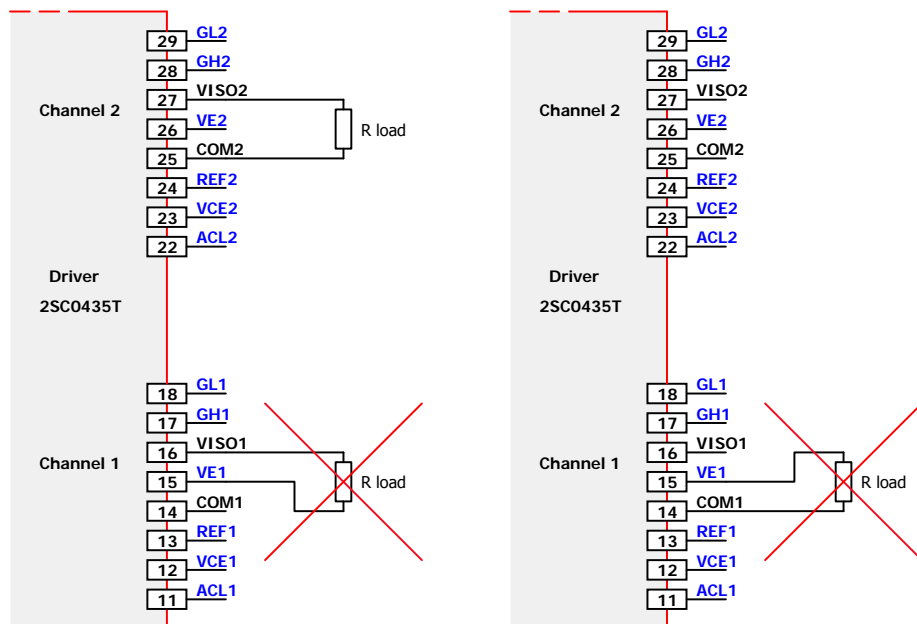 29 GL2
28 GH2
27 VISO2
Channel 2
26 VE2
R load
25 COM2
24 REF2
23 VCE2
22 ACL2
Driver
2SC0435T
18 GL1
17 GH1
16 VISO1
Channel 1
15 VE1
R load
14 COM1
13 REF1
12 VCE1
11 ACL1
29 GL2
28 GH2
27 VISO2
Channel 2
26 VE2
25 COM2
24 REF2
23 VCE2
22 ACL2
Driver
2SC0435T
18 GL1
17 GH1
16 VISO1
Channel 1
15 VE1
R load
14 COM1
13 REF1
12 VCE1
11 ACL1